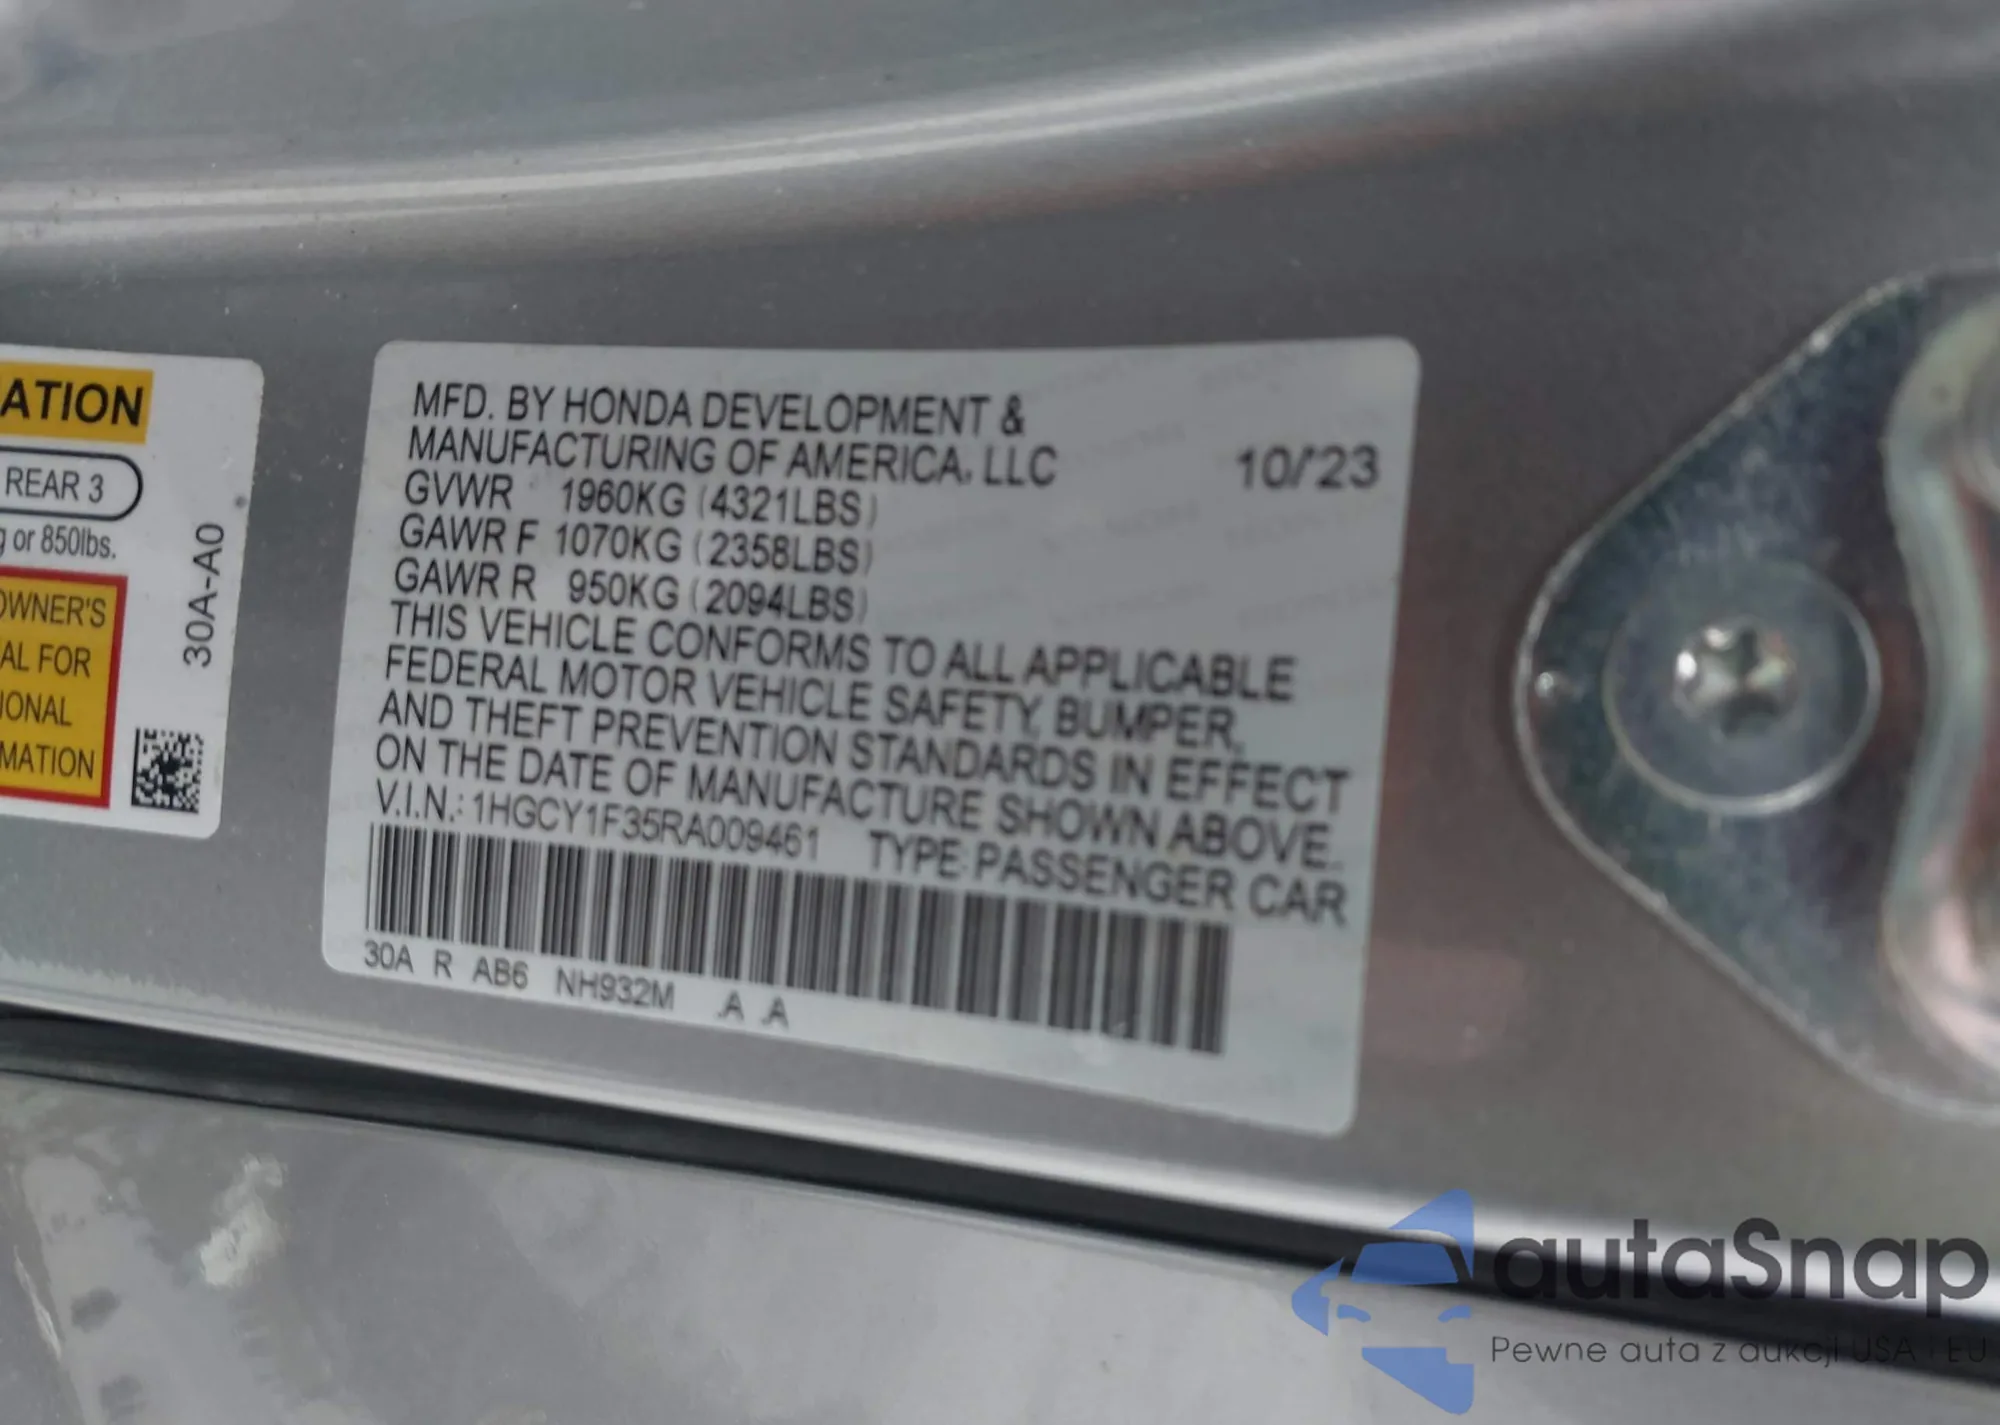 ATION
REAR 3
g or 850lbs.
OWNER'S
AL FOR
IONAL
MATION
30A-A0
MFD. BY HONDA DEVELOPMENT &
MANUFACTURING OF AMERICA, LLC 10/'23
GVWR 1960KG (4321LBS)
GAWR F 1070KG (2358LBS)
GAWR R 950KG (2094LBS)
THIS VEHICLE CONFORMS TO ALL APPLICABLE
FEDERAL MOTOR VEHICLE SAFETY, BUMPER,
AND THEFT PREVENTION STANDARDS IN EFFECT
ON THE DATE OF MANUFACTURE SHOWN ABOVE.
V.I.N.: 1HGCY1F35RA009461 TYPE: PASSENGER CAR
30A R AB6 NH932M A A
autaSnap
Pewne auta z aukcji USA i EU